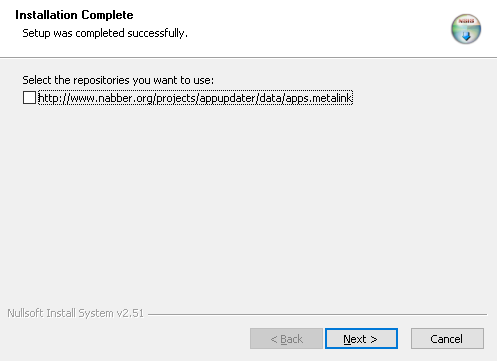 Installation Complete
Setup was completed successfully.
NABBER
Select the repositories you want to use:
http://www.nabber.org/projects/appupdater/data/apps.metalink
Nullsoft Install System v2.51
< Back
Next >
Cancel